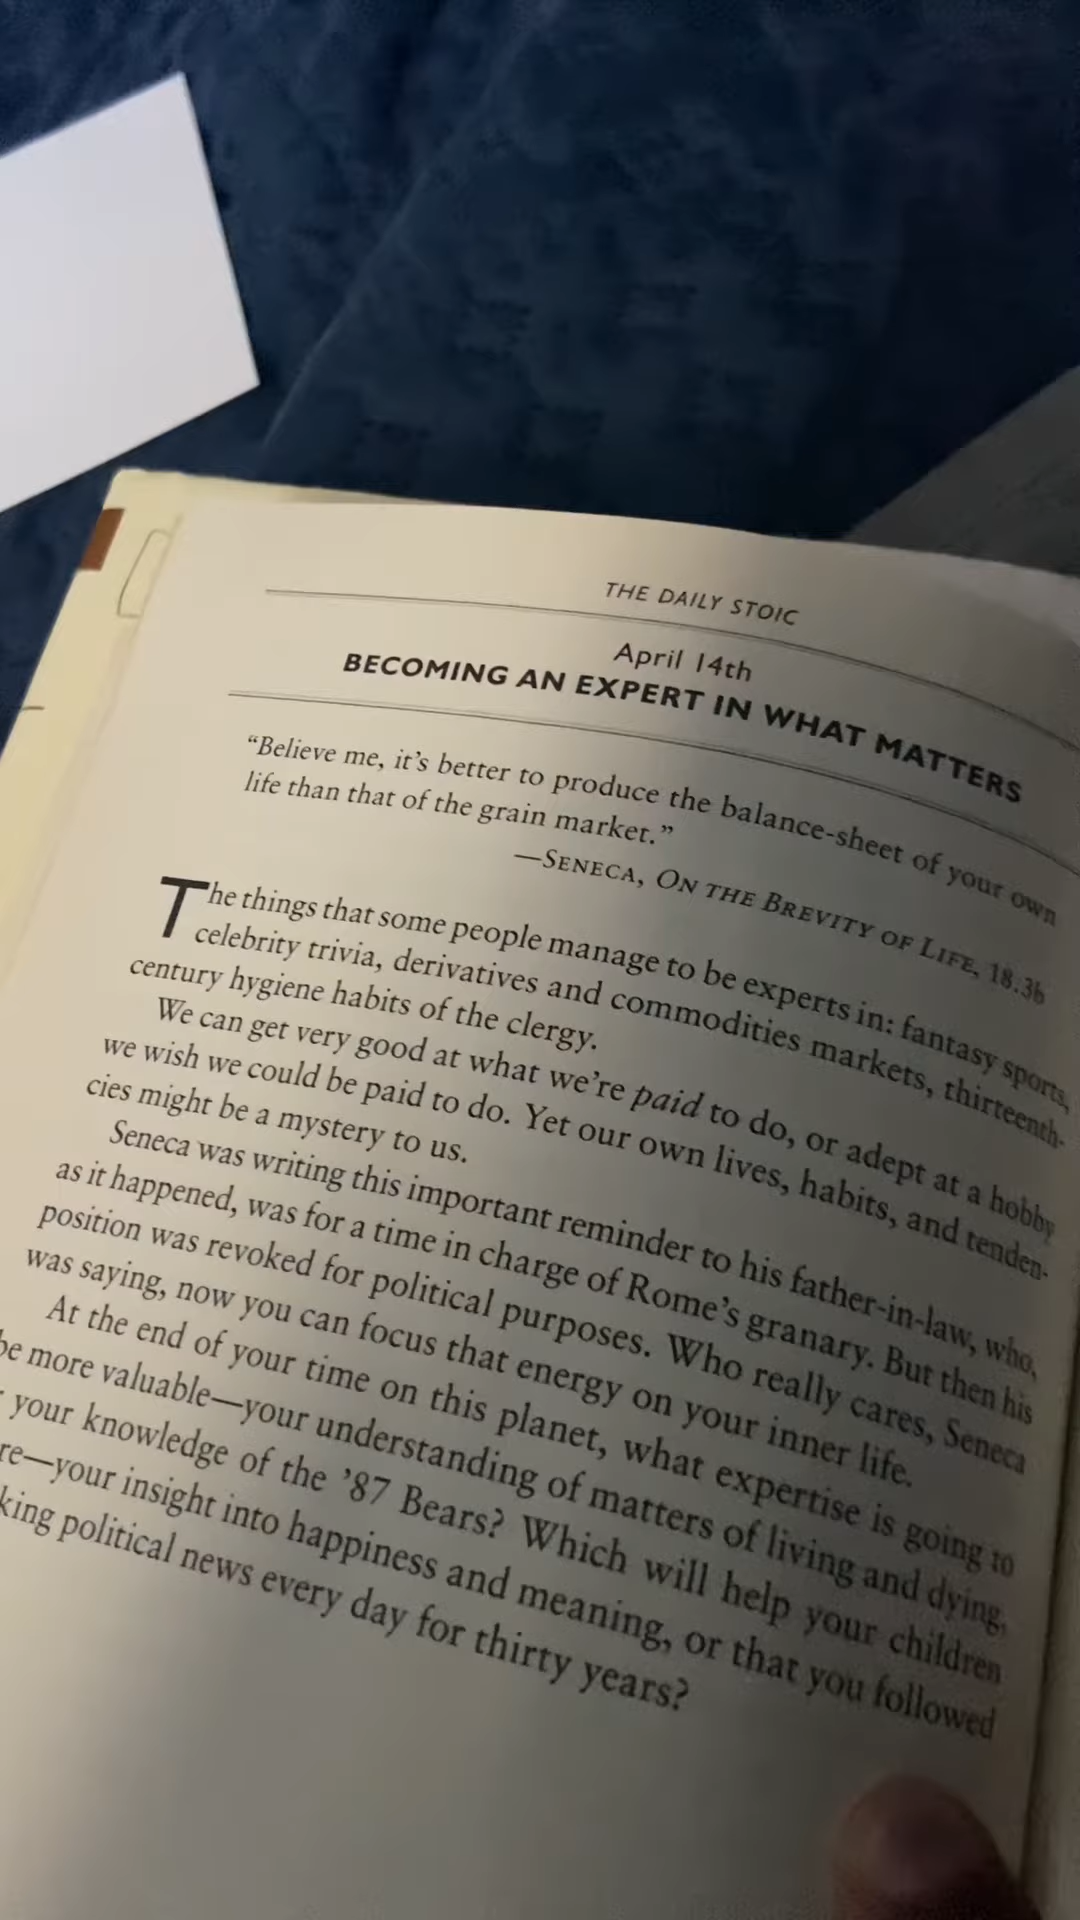 THE DAILY STOIC
April 14th
BECOMING AN EXPERT IN WHAT MATTERS
“Believe me, it’s better to produce the balance-sheet of your own
life than that of the grain market.”
—SENECA, ON THE BREVITY OF LIFE, 18.3b
The things that some people manage to be experts in: fantasy sports,
celebrity trivia, derivatives and commodities markets, thirteenth-
century hygiene habits of the clergy.
We can get very good at what we’re paid to do, or adept at a hobby
we wish we could be paid to do. Yet our own lives, habits, and tenden-
cies might be a mystery to us.
Seneca was writing this important reminder to his father-in-law, who,
as it happened, was for a time in charge of Rome’s granary. But then his
position was revoked for political purposes. Who really cares, Seneca
was saying, now you can focus that energy on your inner life.
At the end of your time on this planet, what expertise is going to
be more valuable—your understanding of matters of living and dying,
your knowledge of the ’87 Bears? Which will help your children
re—your insight into happiness and meaning, or that you followed
king political news every day for thirty years?